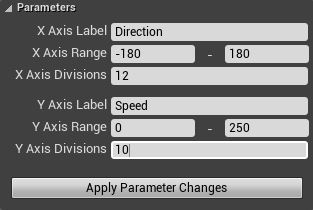 Parameters
X Axis Label Direction
X Axis Range -180 - 180
X Axis Divisions 12
Y Axis Label Speed
Y Axis Range 0 - 250
Y Axis Divisions 10
Apply Parameter Changes